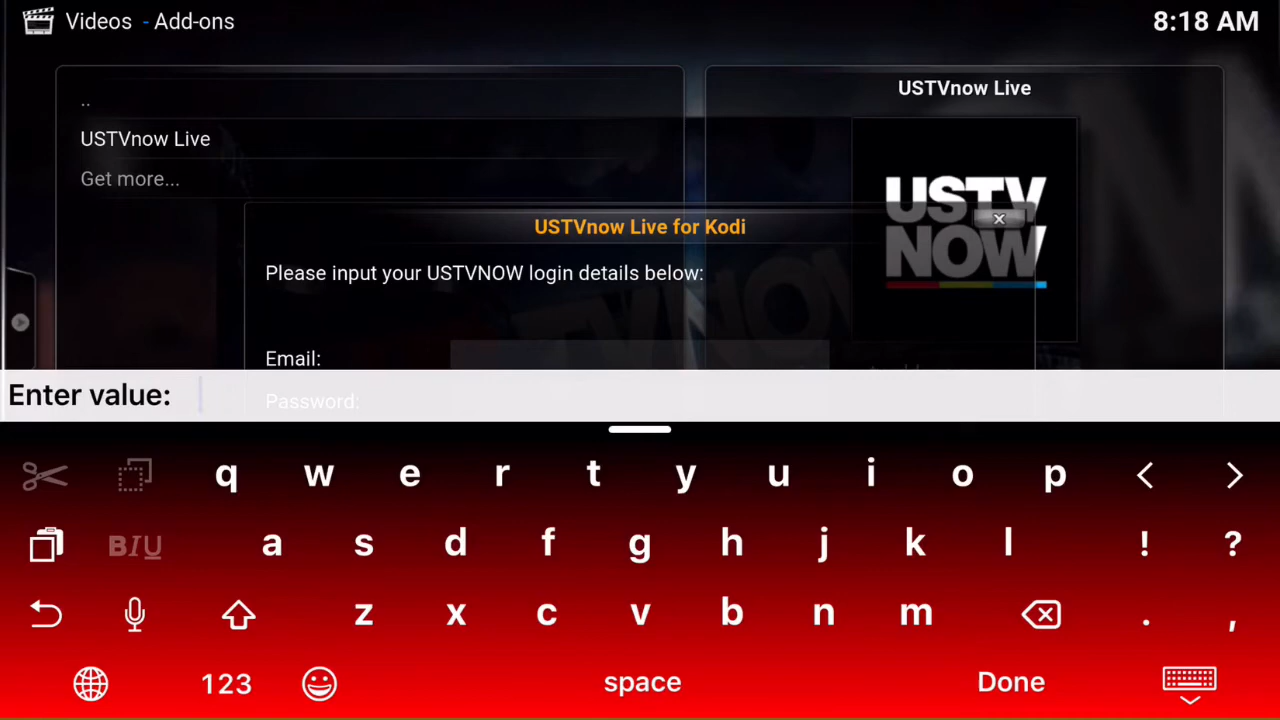 Videos - Add-ons
8:18 AM
..
USTVnow Live
Get more...
USTVnow Live
USTV
NOW
USTVnow Live for Kodi
Please input your USTVNOW login details below:
Email:
Enter value:
Password:
q w e r t y u i o p < >
BIU a s d f g h j k l ! ?
z x c v b n m . ,
123 space Done